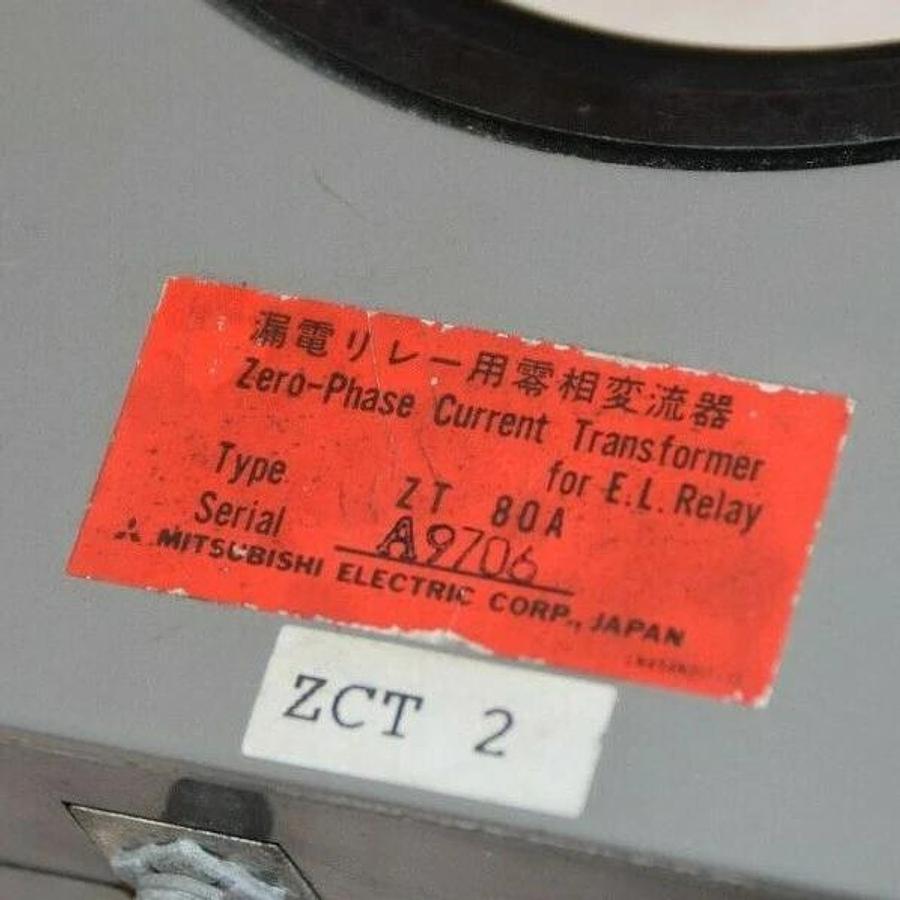 漏電リレー用零相変流器
Zero-Phase Current Transformer
for E.L. Relay
Type ZT 80A
Serial A9706
MITSUBISHI ELECTRIC CORP., JAPAN
ZCT 2